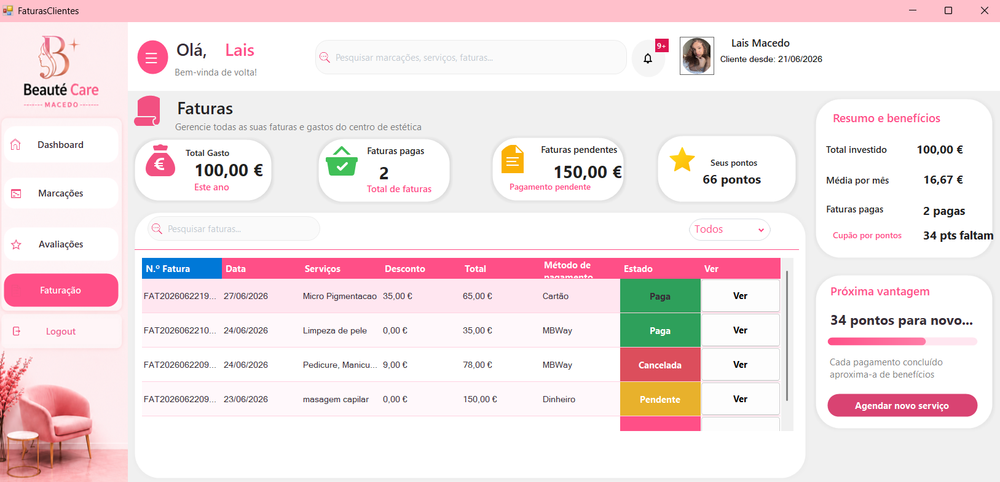 FaturasClientes
Beauté Care
MACEDO
Dashboard
Marcações
Avaliações
Faturação
Logout
Olá, Lais
Bem-vinda de volta!
Pesquisar marcações, serviços, faturas...
9+
Lais Macedo
Cliente desde: 21/06/2026
Faturas
Gerencie todas as suas faturas e gastos do centro de estética
Total Gasto
100,00 €
Este ano
Faturas pagas
2
Total de faturas
Faturas pendentes
150,00 €
Pagamento pendente
Seus pontos
66 pontos
Pesquisar faturas...
Todos
N.º Fatura Data Serviços Desconto Total Método de pagamento Estado Ver
FAT2026062219... 27/06/2026 Micro Pigmentacao 35,00 € 65,00 € Cartão Paga Ver
FAT2026062210... 24/06/2026 Limpeza de pele 0,00 € 35,00 € MBWay Paga Ver
FAT2026062209... 24/06/2026 Pedicure, Manicu... 9,00 € 78,00 € MBWay Cancelada Ver
FAT2026062209... 23/06/2026 masagem capilar 0,00 € 150,00 € Dinheiro Pendente Ver
Resumo e benefícios
Total investido 100,00 €
Média por mês 16,67 €
Faturas pagas 2 pagas
Cupão por pontos 34 pts faltam
Próxima vantagem
34 pontos para novo...
Cada pagamento concluído
aproxima-a de benefícios
Agendar novo serviço